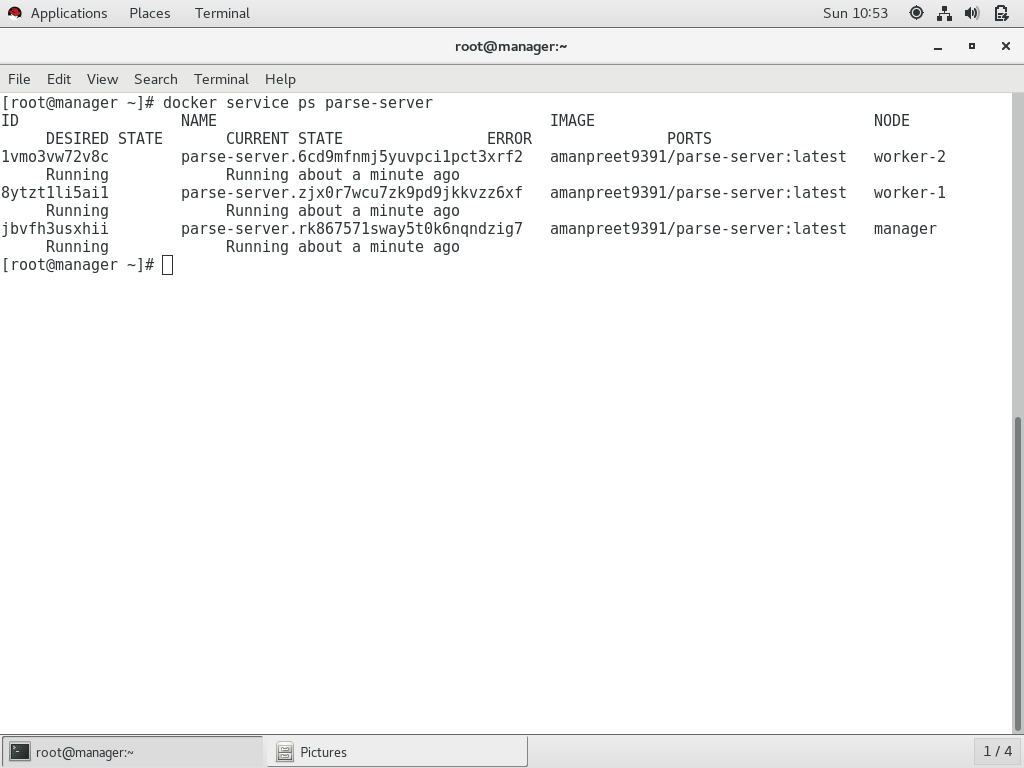 Applications Places Terminal Sun 10:53
root@manager:~
File Edit View Search Terminal Help
[root@manager ~]# docker service ps parse-server
ID NAME IMAGE NODE
DESIRED STATE CURRENT STATE ERROR PORTS
1vmo3vw72v8c parse-server.6cd9mfnmj5yuvpci1pct3xrf2 amanpreet9391/parse-server:latest worker-2
Running Running about a minute ago
8ytzt1li5ai1 parse-server.zjx0r7wcu7zk9pd9jkkvzz6xf amanpreet9391/parse-server:latest worker-1
Running Running about a minute ago
jbvfh3usxhii parse-server.rk867571sway5t0k6nqndzig7 amanpreet9391/parse-server:latest manager
Running Running about a minute ago
[root@manager ~]#
root@manager:~ Pictures 1 / 4